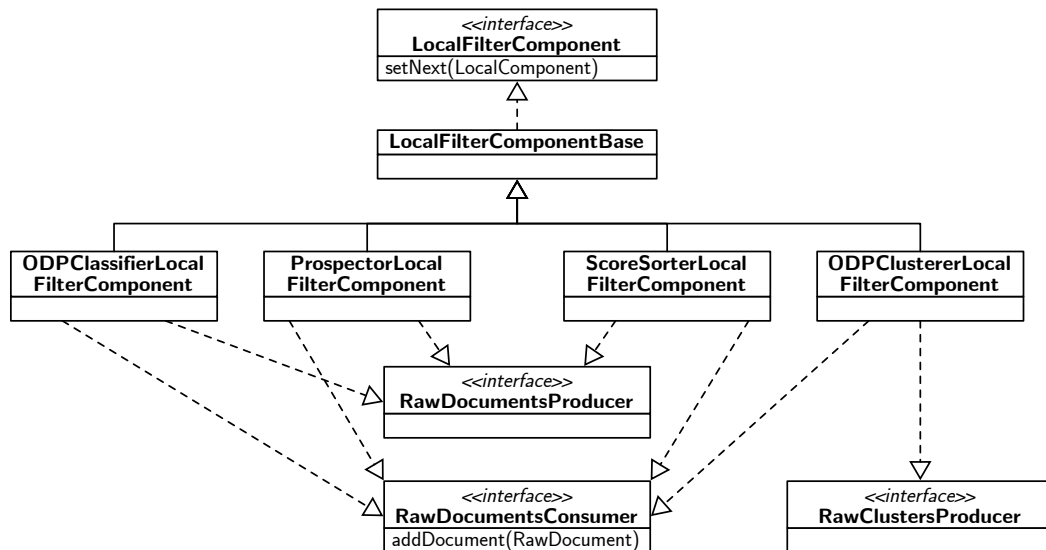 <<interface>>
LocalFilterComponent
setNext(LocalComponent)
LocalFilterComponentBase
ODPClassifierLocal
FilterComponent
ProspectorLocal
FilterComponent
ScoreSorterLocal
FilterComponent
ODPClustererLocal
FilterComponent
<<interface>>
RawDocumentsProducer
<<interface>>
RawDocumentsConsumer
addDocument(RawDocument)
<<interface>>
RawClustersProducer